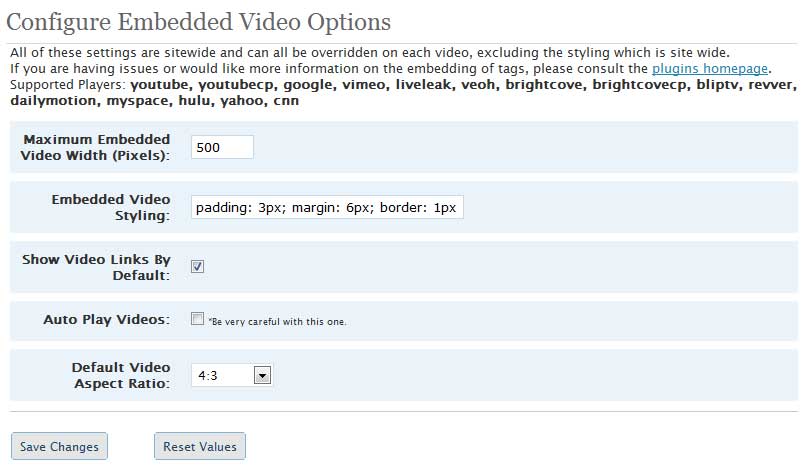 Configure Embedded Video Options
All of these settings are sitewide and can all be overridden on each video, excluding the styling which is site wide.
If you are having issues or would like more information on the embedding of tags, please consult the plugins homepage.
Supported Players: youtube, youtubecp, google, vimeo, liveleak, veoh, brightcove, brightcovecp, bliptv, revver,
dailymotion, myspace, hulu, yahoo, cnn
Maximum Embedded
Video Width (Pixels):
500
Embedded Video
Styling:
padding: 3px; margin: 6px; border: 1px
Show Video Links By
Default:
Auto Play Videos:
*Be very careful with this one.
Default Video
Aspect Ratio:
4:3
Save Changes
Reset Values